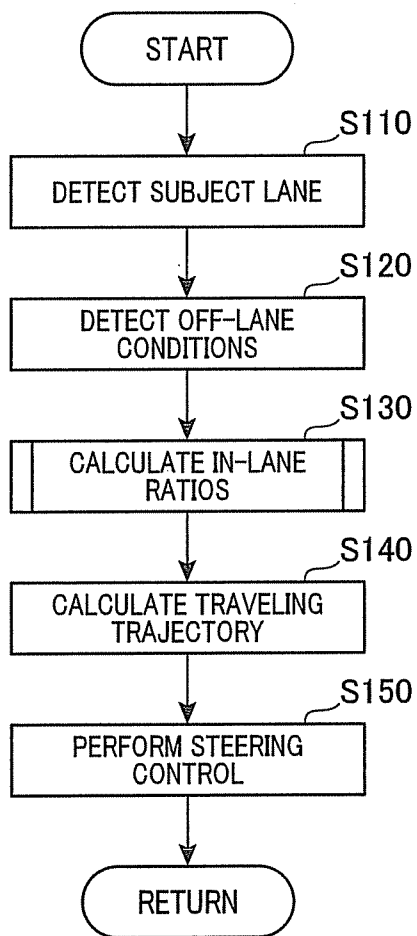 START
S110
DETECT SUBJECT LANE
S120
DETECT OFF-LANE
CONDITIONS
S130
CALCULATE IN-LANE
RATIOS
S140
CALCULATE TRAVELING
TRAJECTORY
S150
PERFORM STEERING
CONTROL
RETURN